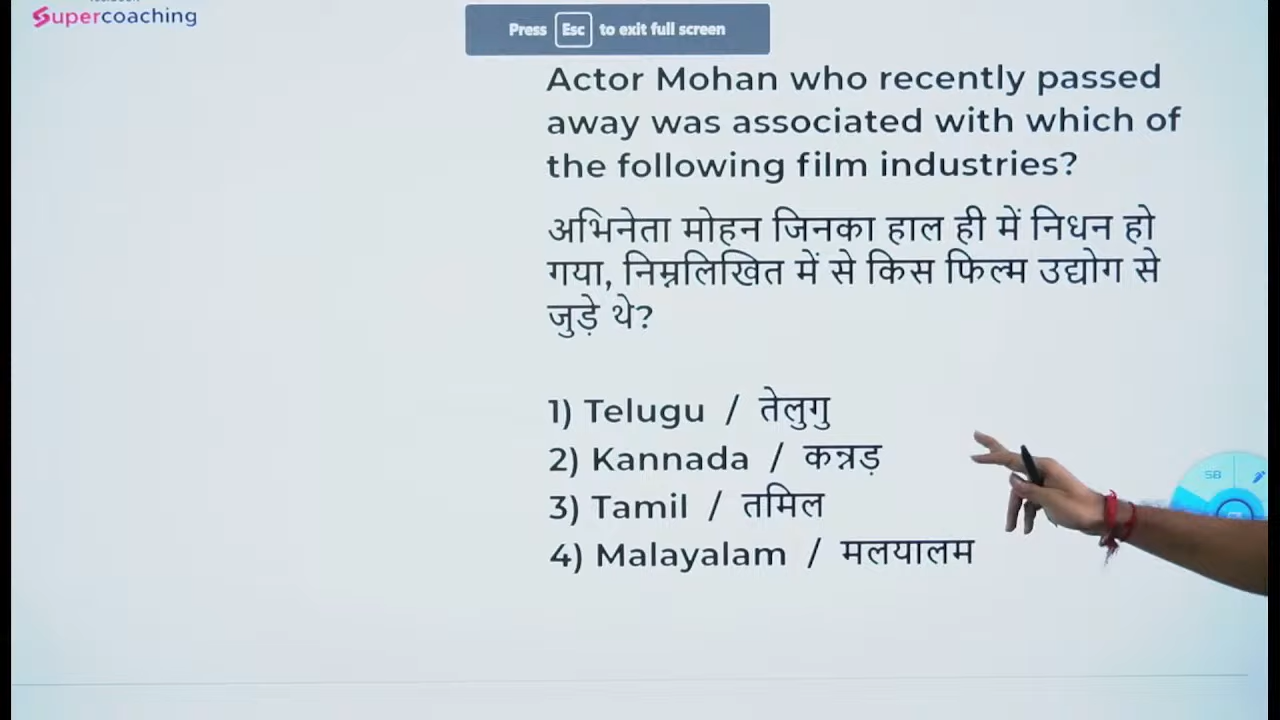 Supercoaching
Press Esc to exit full screen
Actor Mohan who recently passed
away was associated with which of
the following film industries?
अभिनेता मोहन जिनका हाल ही में निधन हो
गया, निम्नलिखित में से किस फिल्म उद्योग से
जुड़े थे?
1) Telugu / तेलुगु
2) Kannada / कन्नड़
3) Tamil / तमिल
4) Malayalam / मलयालम
SB